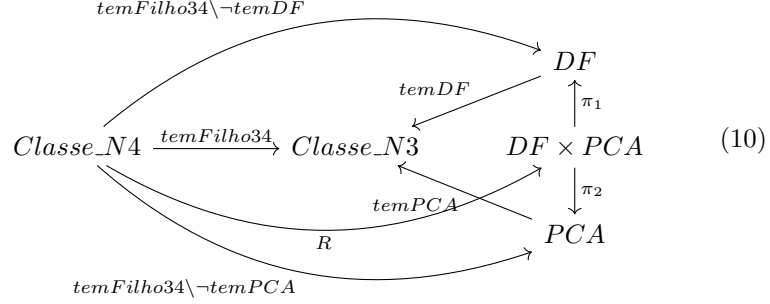 temFilho34\¬temDF
DF
temDF
Classe_N4 temFilho34 Classe_N3 DF × PCA (10)
π1
π2
temPCA
R
PCA
temFilho34\¬temPCA